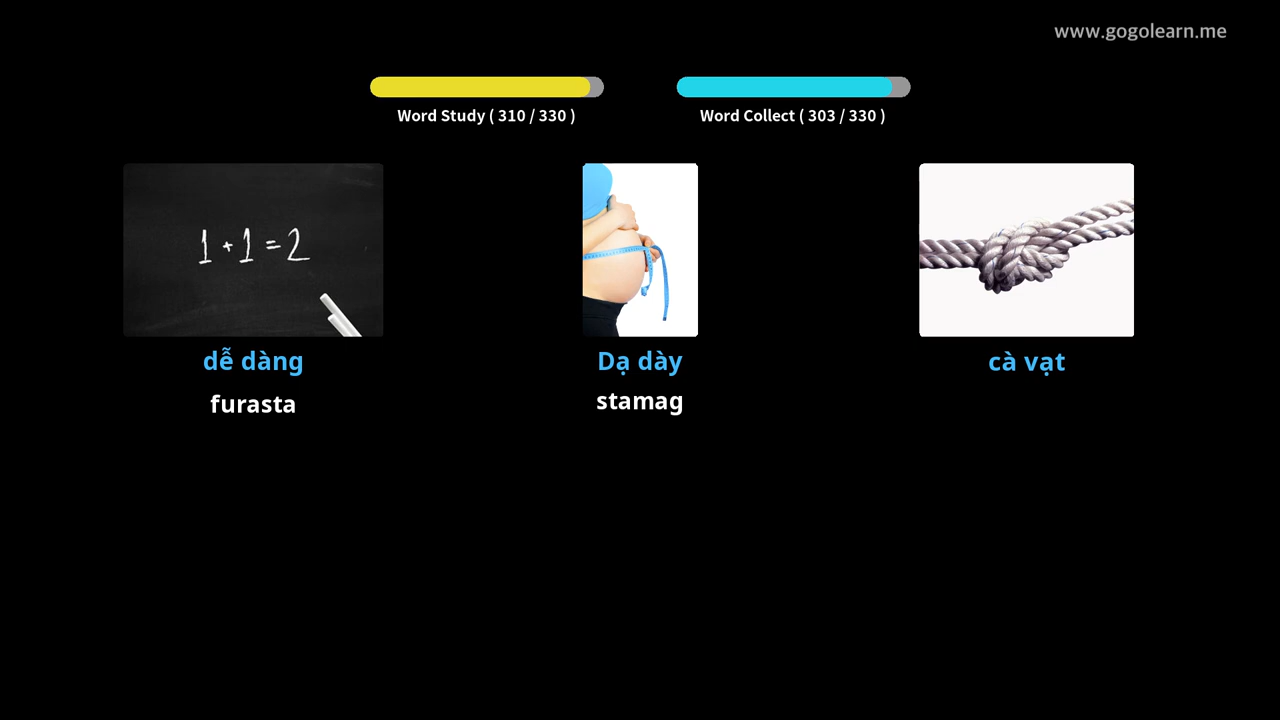 www.gogolearn.me
Word Study ( 310 / 330 )
Word Collect ( 303 / 330 )
1 + 1 = 2
dễ dàng
furasta
Dạ dày
stamag
cà vạt